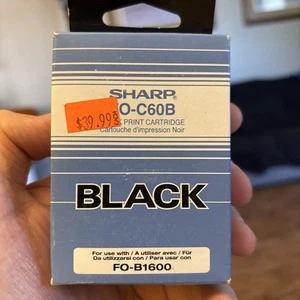 SHARP
$39.99
O-C60B
PRINT CARTRIDGE
Cartouche d'impression Noir
BLACK
For use with / A utiliser avec / Für
Da utilizzarsi con / Para usar con
FO-B1600